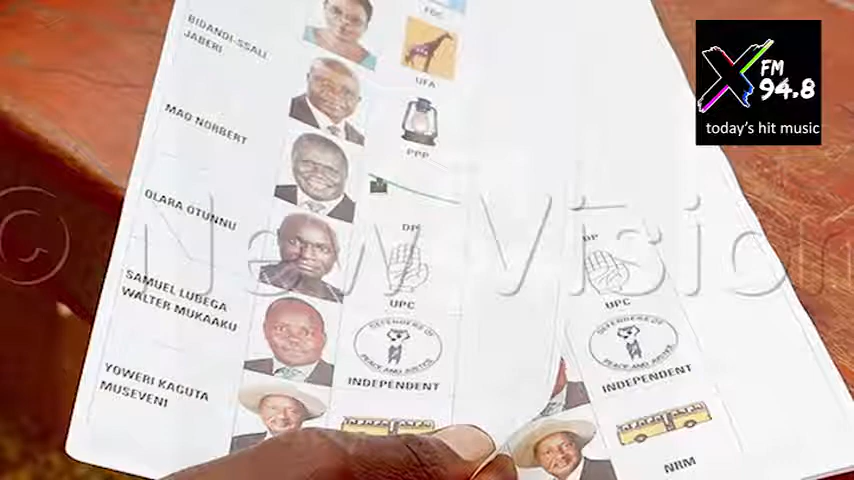 FDC
BIDANDI-SSALI
JABERI
UFA
MAO NORBERT
PPP
OLARA OTUNNU
DP
DP
UPC
UPC
SAMUEL LUBEGA
WALTER MUKAAKU
DEFENDERS OF
PEACE AND JUSTICE
INDEPENDENT
DEFENDERS OF
PEACE AND JUSTICE
INDEPENDENT
YOWERI KAGUTA
MUSEVENI
NRM
X FM
94.8
today's hit music
© New Vision